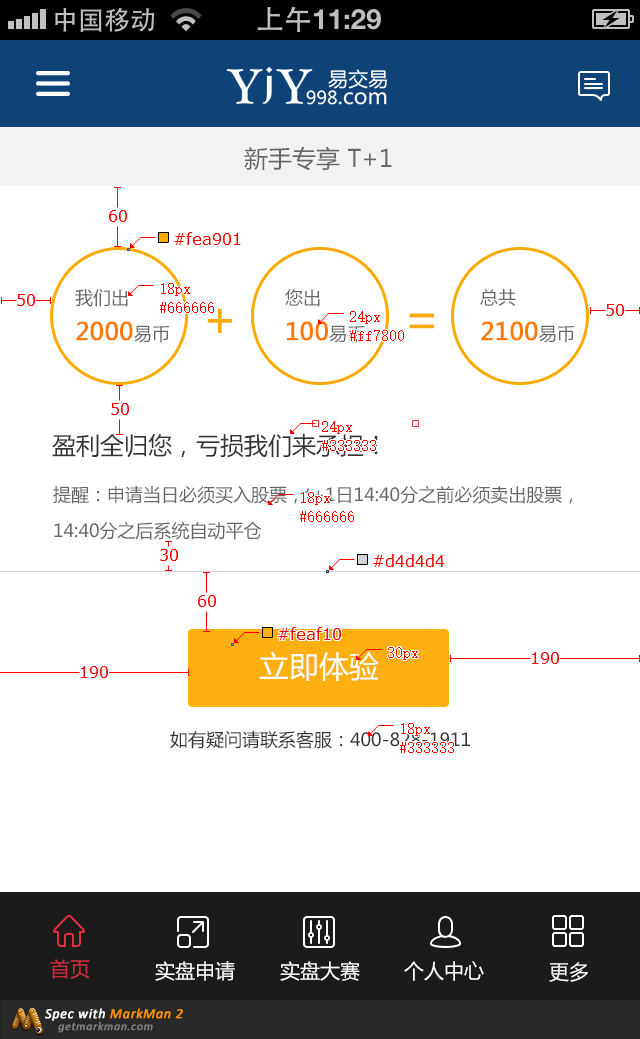 中国移动 上午11:29
YjY 易交易
998.com
新手专享 T+1
60
#fea901
50
50
我们出
2000易币
18px
#666666
+
您出
100易币
24px
#ff7800
=
总共
2100易币
50
24px
#333333
盈利全归您，亏损我们来承担！
提醒：申请当日必须买入股票，1日14:40分之前必须卖出股票，
18px
#666666
14:40分之后系统自动平仓
30
#d4d4d4
60
#feaf10
立即体验
30px
190
190
18px
#333333
如有疑问请联系客服：400-828-1911
首页 实盘申请 实盘大赛 个人中心 更多
Spec with MarkMan 2
getmarkman.com